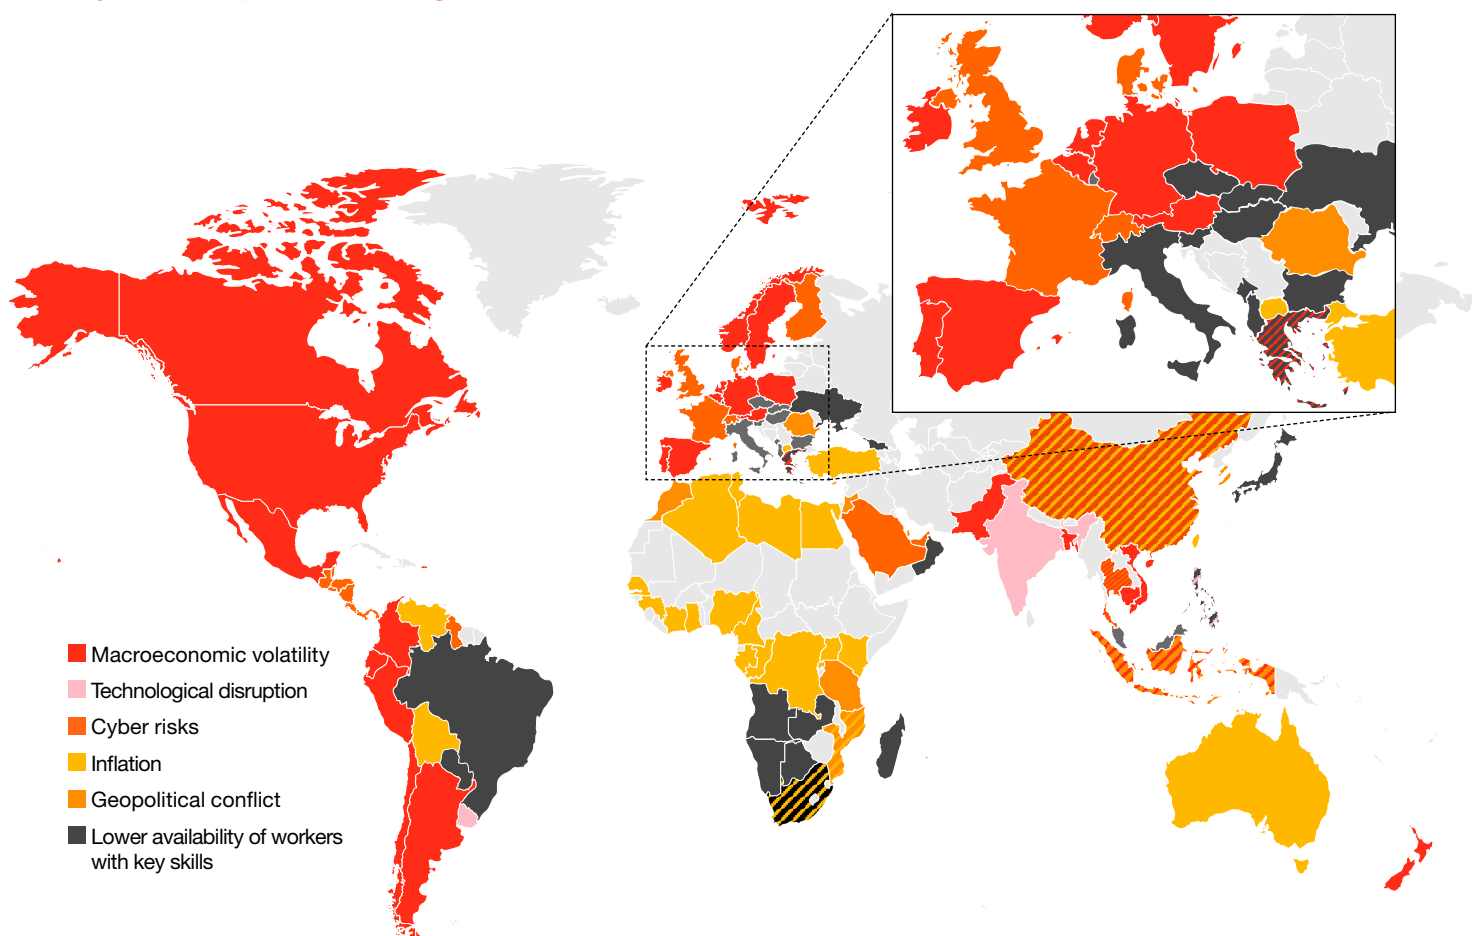 Macroeconomic volatility
Technological disruption
Cyber risks
Inflation
Geopolitical conflict
Lower availability of workers
with key skills